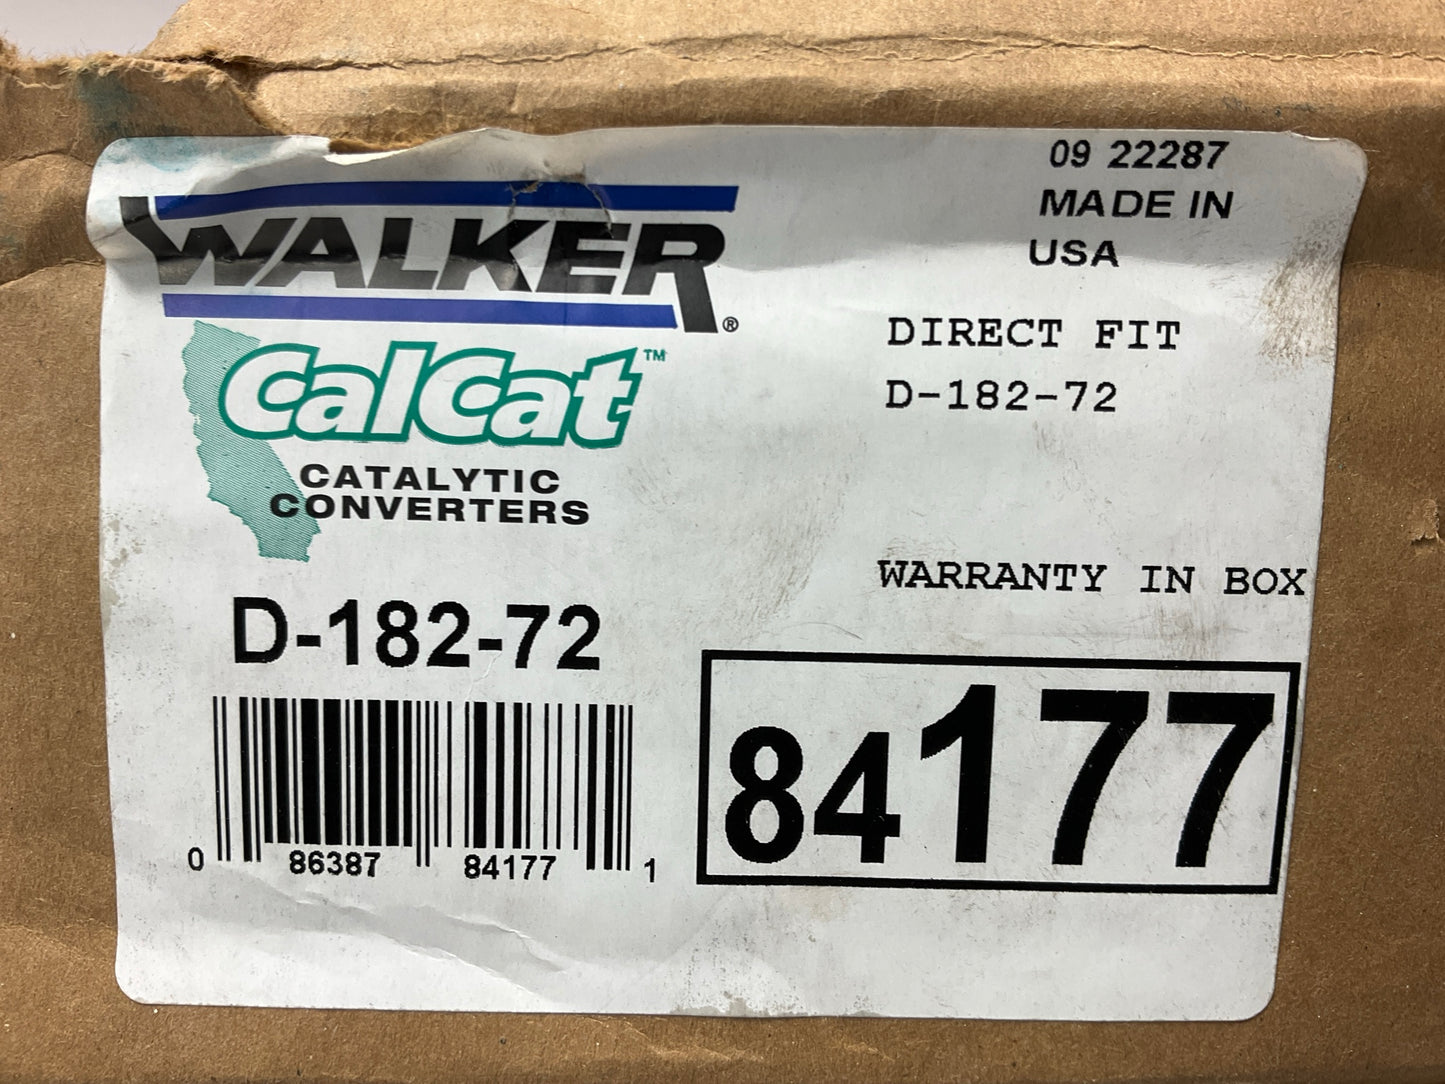 WALKER®
CalCat™
CATALYTIC
CONVERTERS
D-182-72
0 86387 84177 1
09 22287
MADE IN
USA
DIRECT FIT
D-182-72
WARRANTY IN BOX
84177